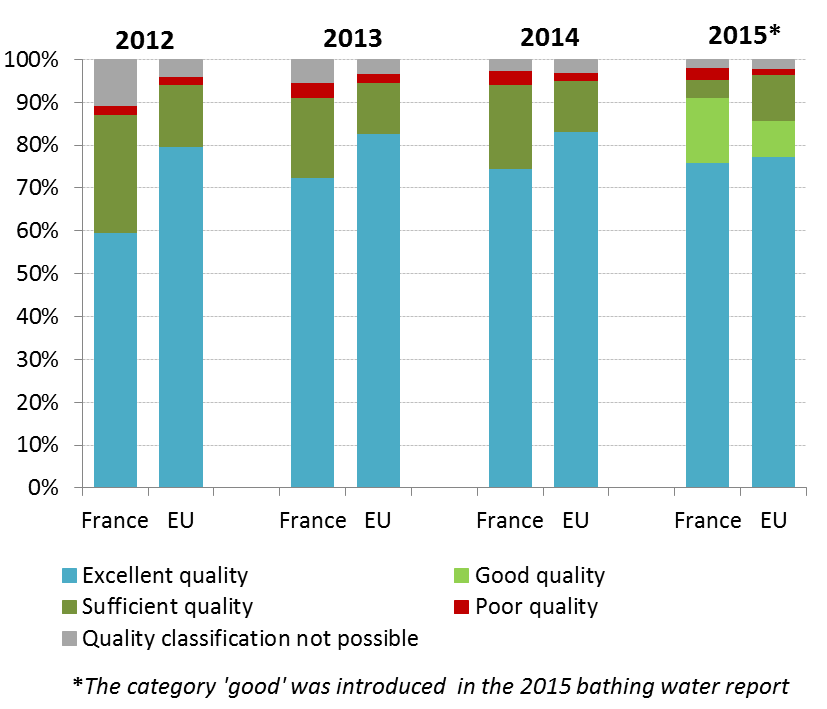 2012 2013 2014 2015*
100%
90%
80%
70%
60%
50%
40%
30%
20%
10%
0%
France EU France EU France EU France EU
Excellent quality Good quality
Sufficient quality Poor quality
Quality classification not possible
*The category 'good' was introduced in the 2015 bathing water report